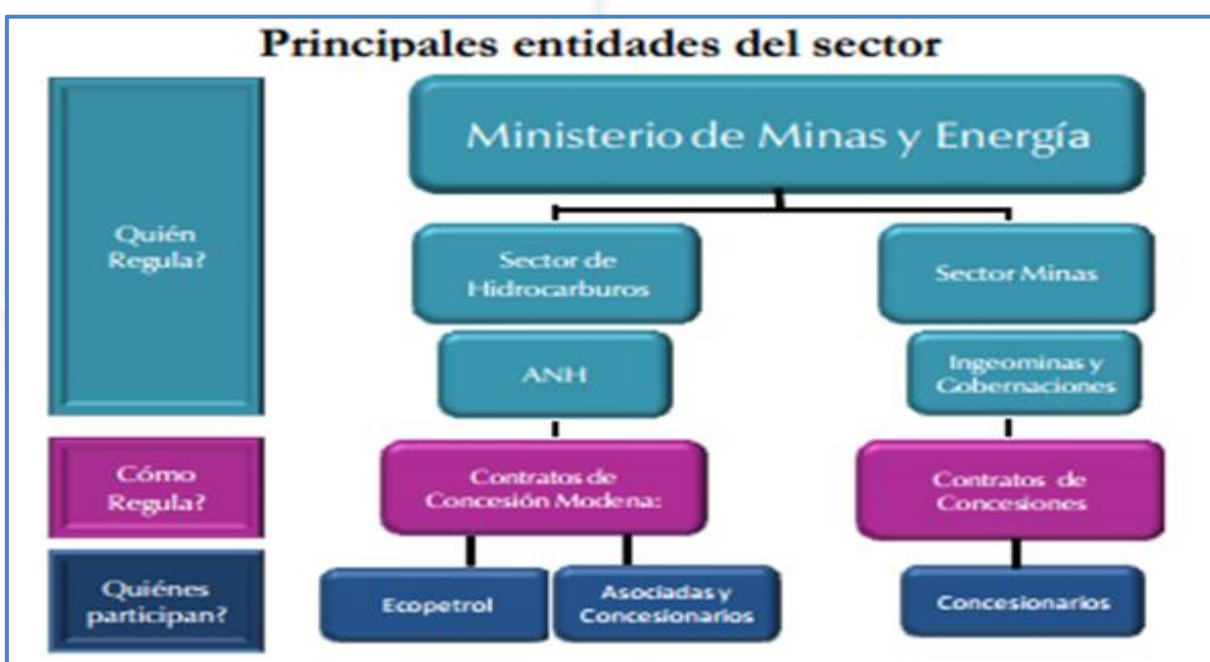 Principales entidades del sector
Quién
Regula?
Ministerio de Minas y Energía
Sector de
Hidrocarburos
Sector Minas
ANH
Ingeominas y
Gobernaciones
Cómo
Regula?
Contratos de
Concesión Modena:
Contratos de
Concesiones
Quiénes
participan?
Ecopetrol
Asociadas y
Concesionarios
Concesionarios